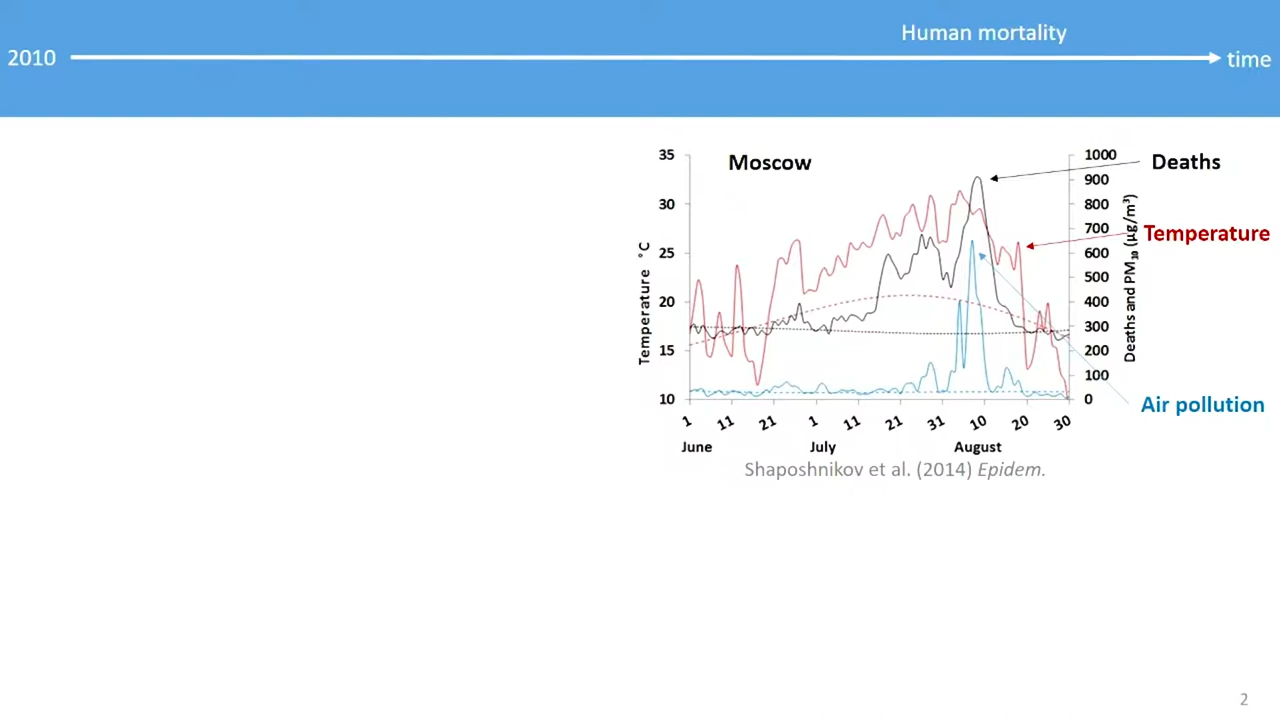 Human mortality
2010
time
Moscow
Deaths
Temperature
Air pollution
Temperature °C
35
30
25
20
15
10
1000
900
800
700
600
500
400
300
200
100
0
Deaths and PM₁₀ (µg/m³)
1 11 21 1 11 21 31 10 20 30
June July August
Shaposhnikov et al. (2014) Epidem.
2